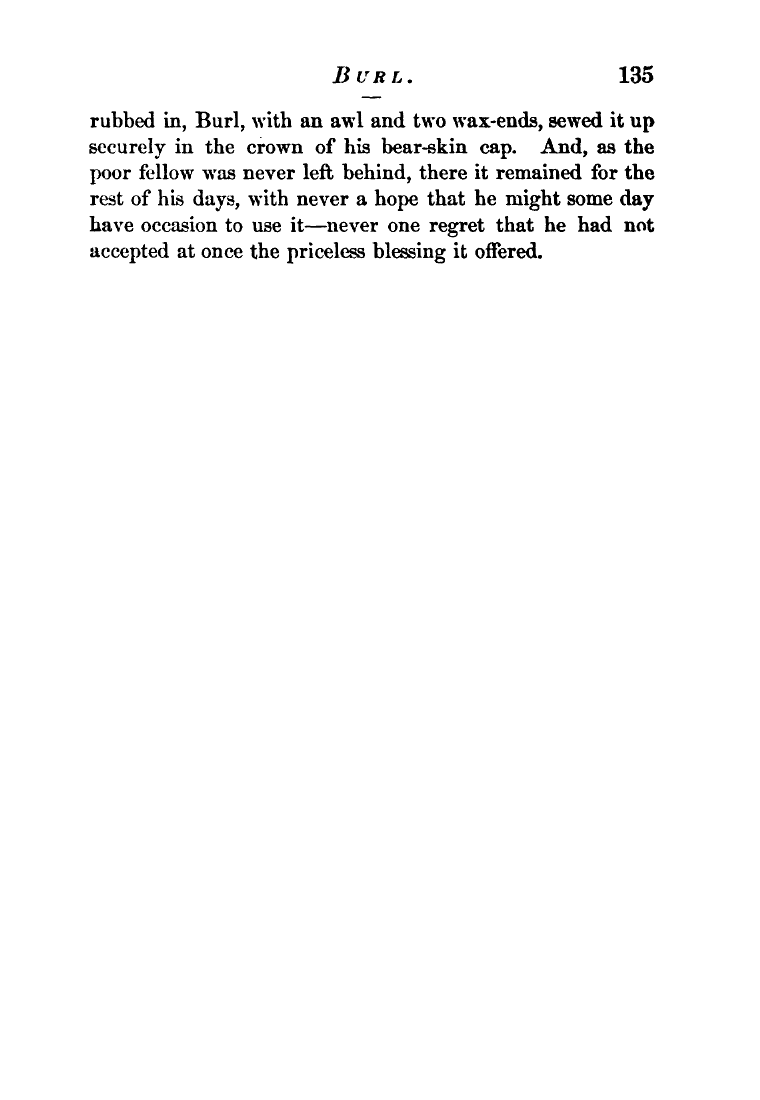 BURL. 135
rubbed in, Burl, with an awl and two wax-ends, sewed it up
securely in the crown of his bear-skin cap. And, as the
poor fellow was never left behind, there it remained for the
rest of his days, with never a hope that he might some day
have occasion to use it—never one regret that he had not
accepted at once the priceless blessing it offered.